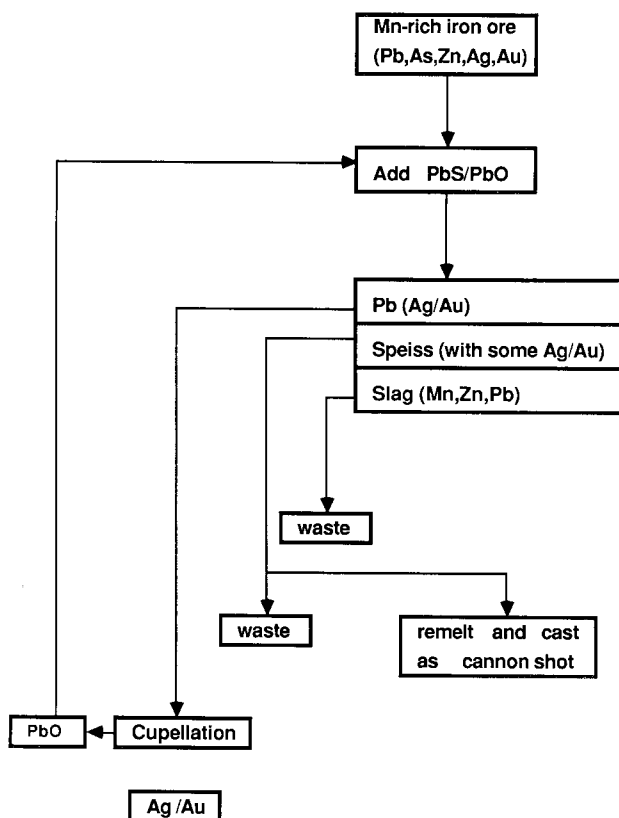 Mn-rich iron ore
(Pb,As,Zn,Ag,Au)
Add PbS/PbO
Pb (Ag/Au)
Speiss (with some Ag/Au)
Slag (Mn,Zn,Pb)
waste
waste
remelt and cast
as cannon shot
PbO
Cupellation
Ag/Au